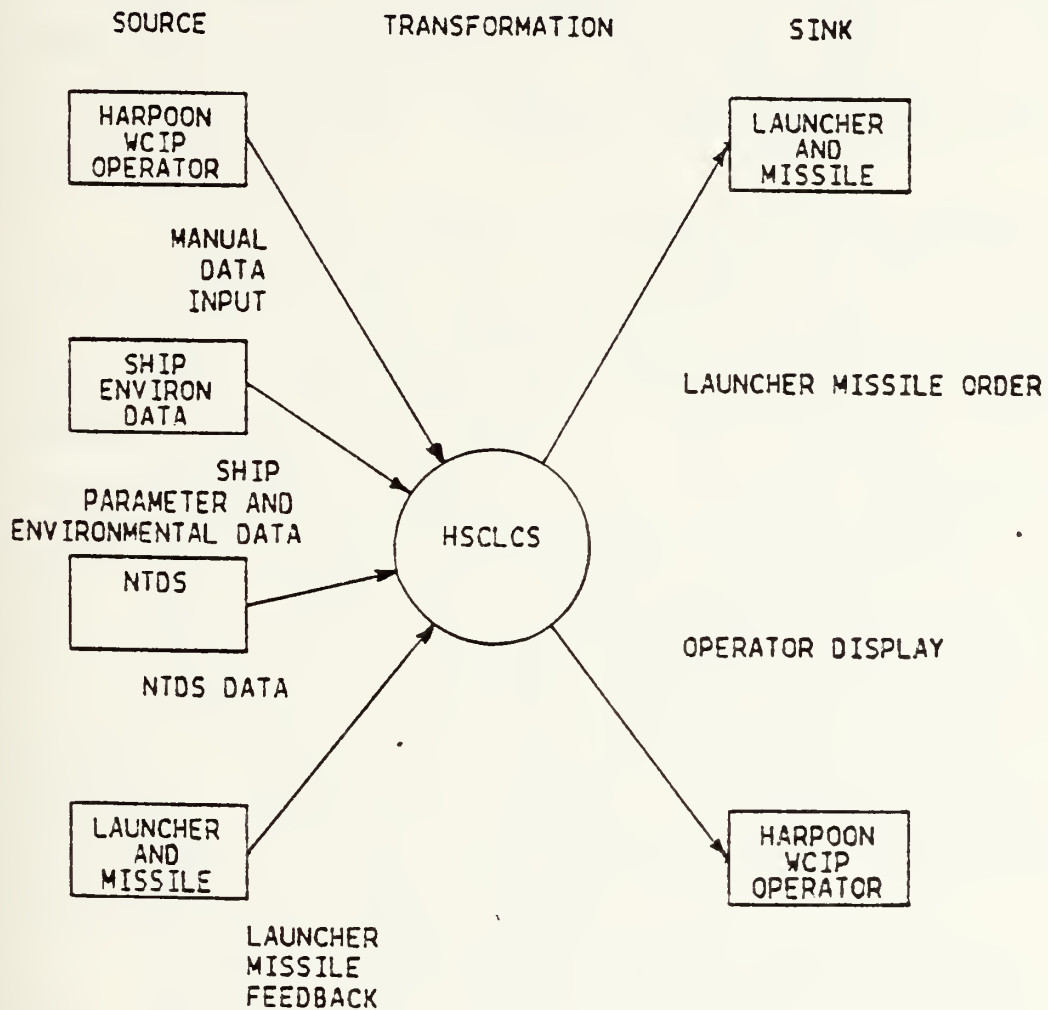 SOURCE TRANSFORMATION SINK
HARPOON
WCIP
OPERATOR
LAUNCHER
AND
MISSILE
MANUAL
DATA
INPUT
SHIP
ENVIRON
DATA
LAUNCHER MISSILE ORDER
SHIP
PARAMETER AND
ENVIRONMENTAL DATA
HSCLCS
NTDS
OPERATOR DISPLAY
NTDS DATA
LAUNCHER
AND
MISSILE
HARPOON
WCIP
OPERATOR
LAUNCHER
MISSILE
FEEDBACK